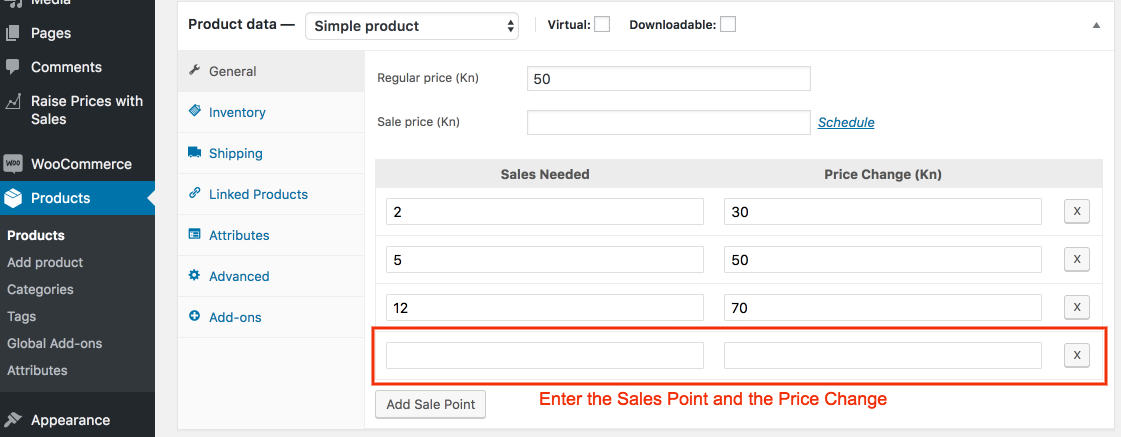 Media
Pages
Comments
Raise Prices with
Sales
WOO WooCommerce
Products
Products
Add product
Categories
Tags
Global Add-ons
Attributes
Appearance
Product data — Simple product Virtual: Downloadable:
General
Inventory
Shipping
Linked Products
Attributes
Advanced
Add-ons
Regular price (Kn) 50
Sale price (Kn) Schedule
Sales Needed Price Change (Kn)
2 30 X
5 50 X
12 70 X
X
Add Sale Point
Enter the Sales Point and the Price Change